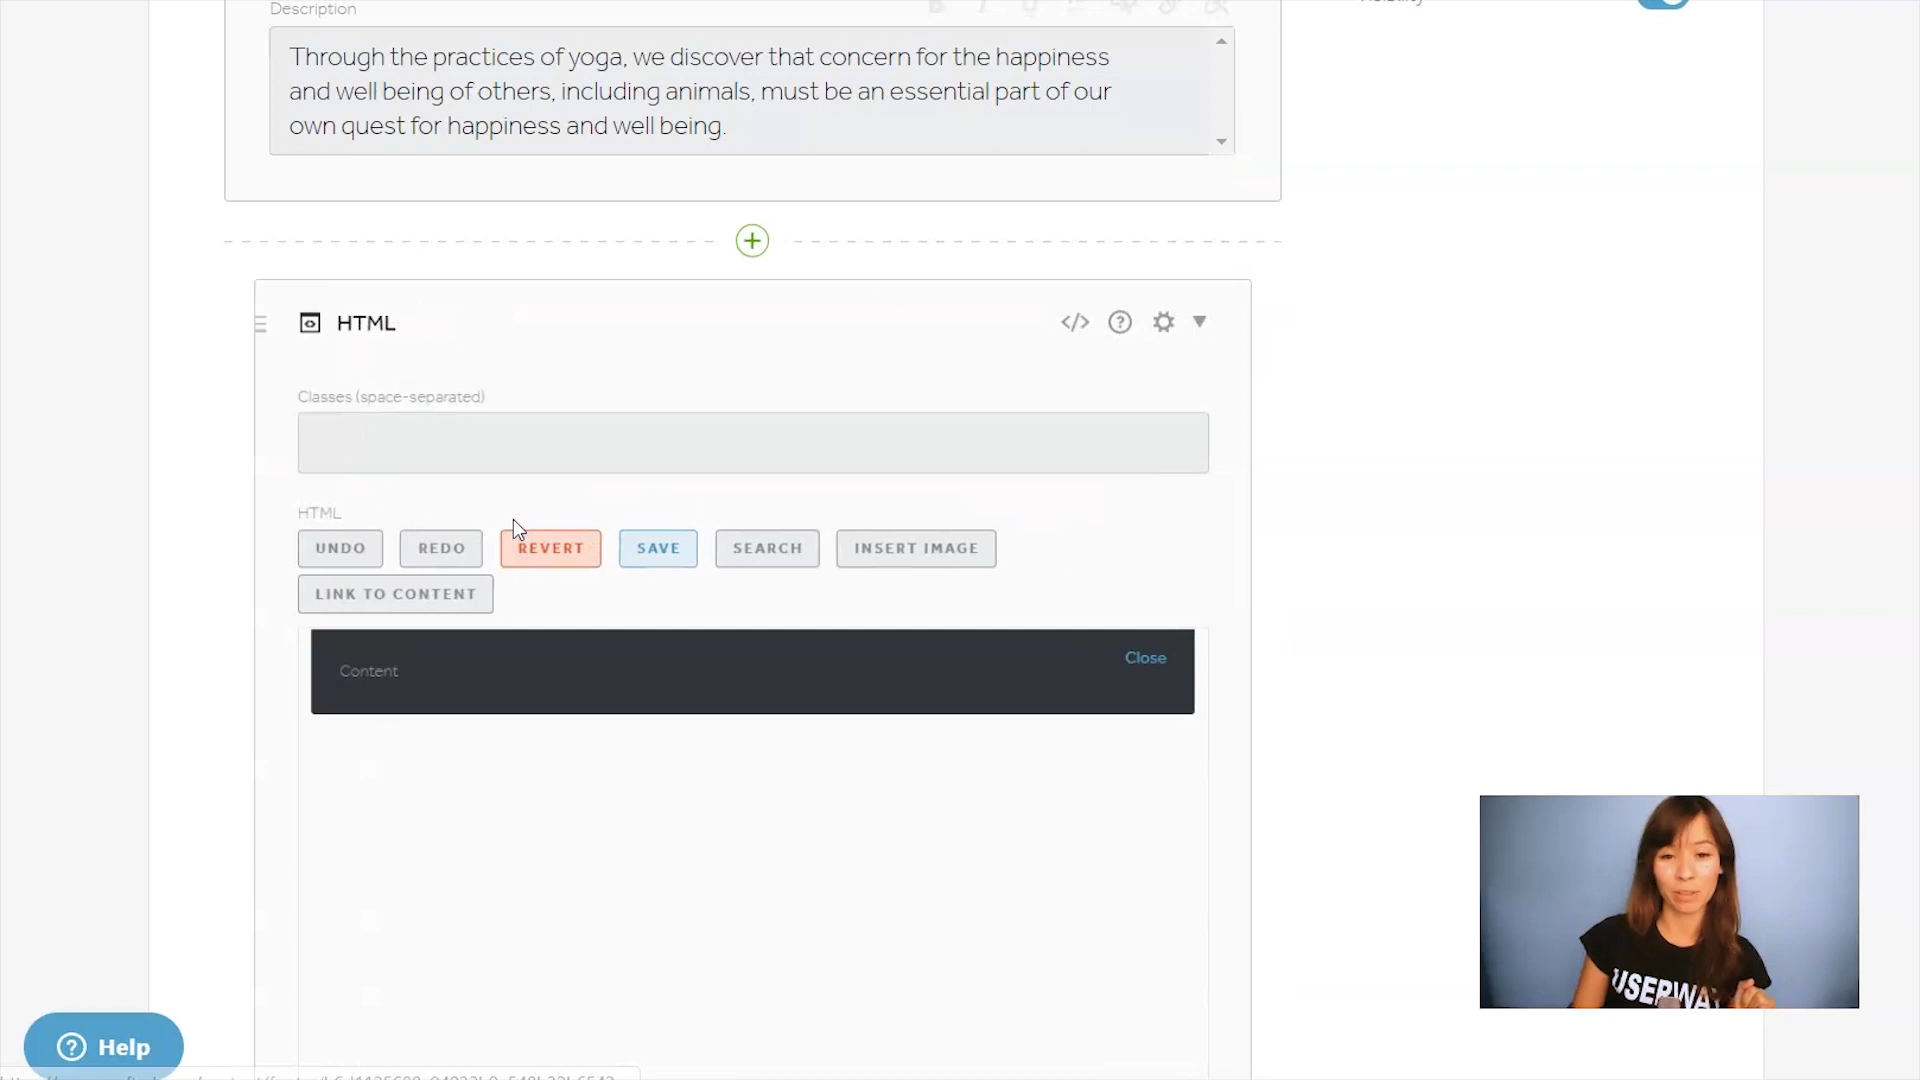 Description
Through the practices of yoga, we discover that concern for the happiness
and well being of others, including animals, must be an essential part of our
own quest for happiness and well being.
HTML
Classes (space-separated)
HTML
UNDO REDO REVERT SAVE SEARCH INSERT IMAGE
LINK TO CONTENT
Content Close
Help